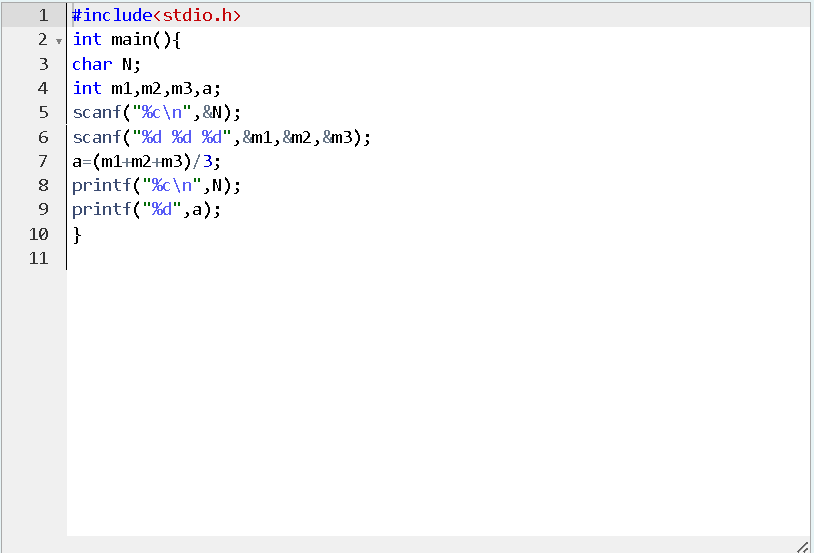 1 #include<stdio.h>
2 int main(){
3 char N;
4 int m1,m2,m3,a;
5 scanf("%c\n",&N);
6 scanf("%d %d %d",&m1,&m2,&m3);
7 a=(m1+m2+m3)/3;
8 printf("%c\n",N);
9 printf("%d",a);
10 }
11